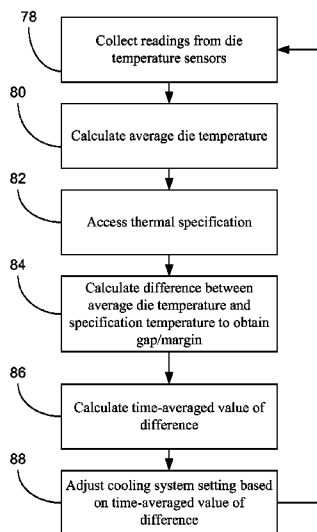 78
Collect readings from die
temperature sensors
80
Calculate average die temperature
82
Access thermal specification
84
Calculate difference between
average die temperature and
specification temperature to obtain
gap/margin
86
Calculate time-averaged value of
difference
88
Adjust cooling system setting based
on time-averaged value of
difference